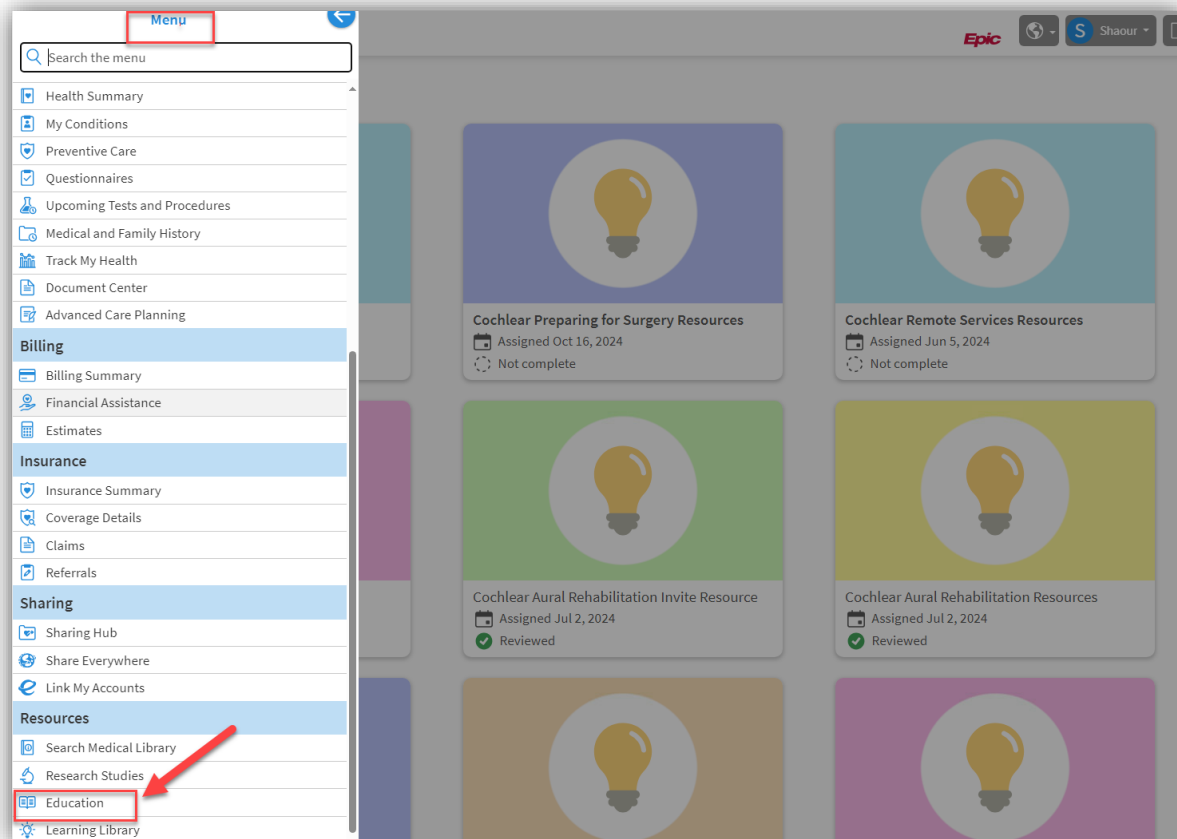 Menu
Search the menu
Health Summary
My Conditions
Preventive Care
Questionnaires
Upcoming Tests and Procedures
Medical and Family History
Track My Health
Document Center
Advanced Care Planning
Billing
Billing Summary
Financial Assistance
Estimates
Insurance
Insurance Summary
Coverage Details
Claims
Referrals
Sharing
Sharing Hub
Share Everywhere
Link My Accounts
Resources
Search Medical Library
Research Studies
Education
Learning Library
Epic
S Shaour
Cochlear Preparing for Surgery Resources
Assigned Oct 16, 2024
Not complete
Cochlear Remote Services Resources
Assigned Jun 5, 2024
Not complete
Cochlear Aural Rehabilitation Invite Resource
Assigned Jul 2, 2024
Reviewed
Cochlear Aural Rehabilitation Resources
Assigned Jul 2, 2024
Reviewed